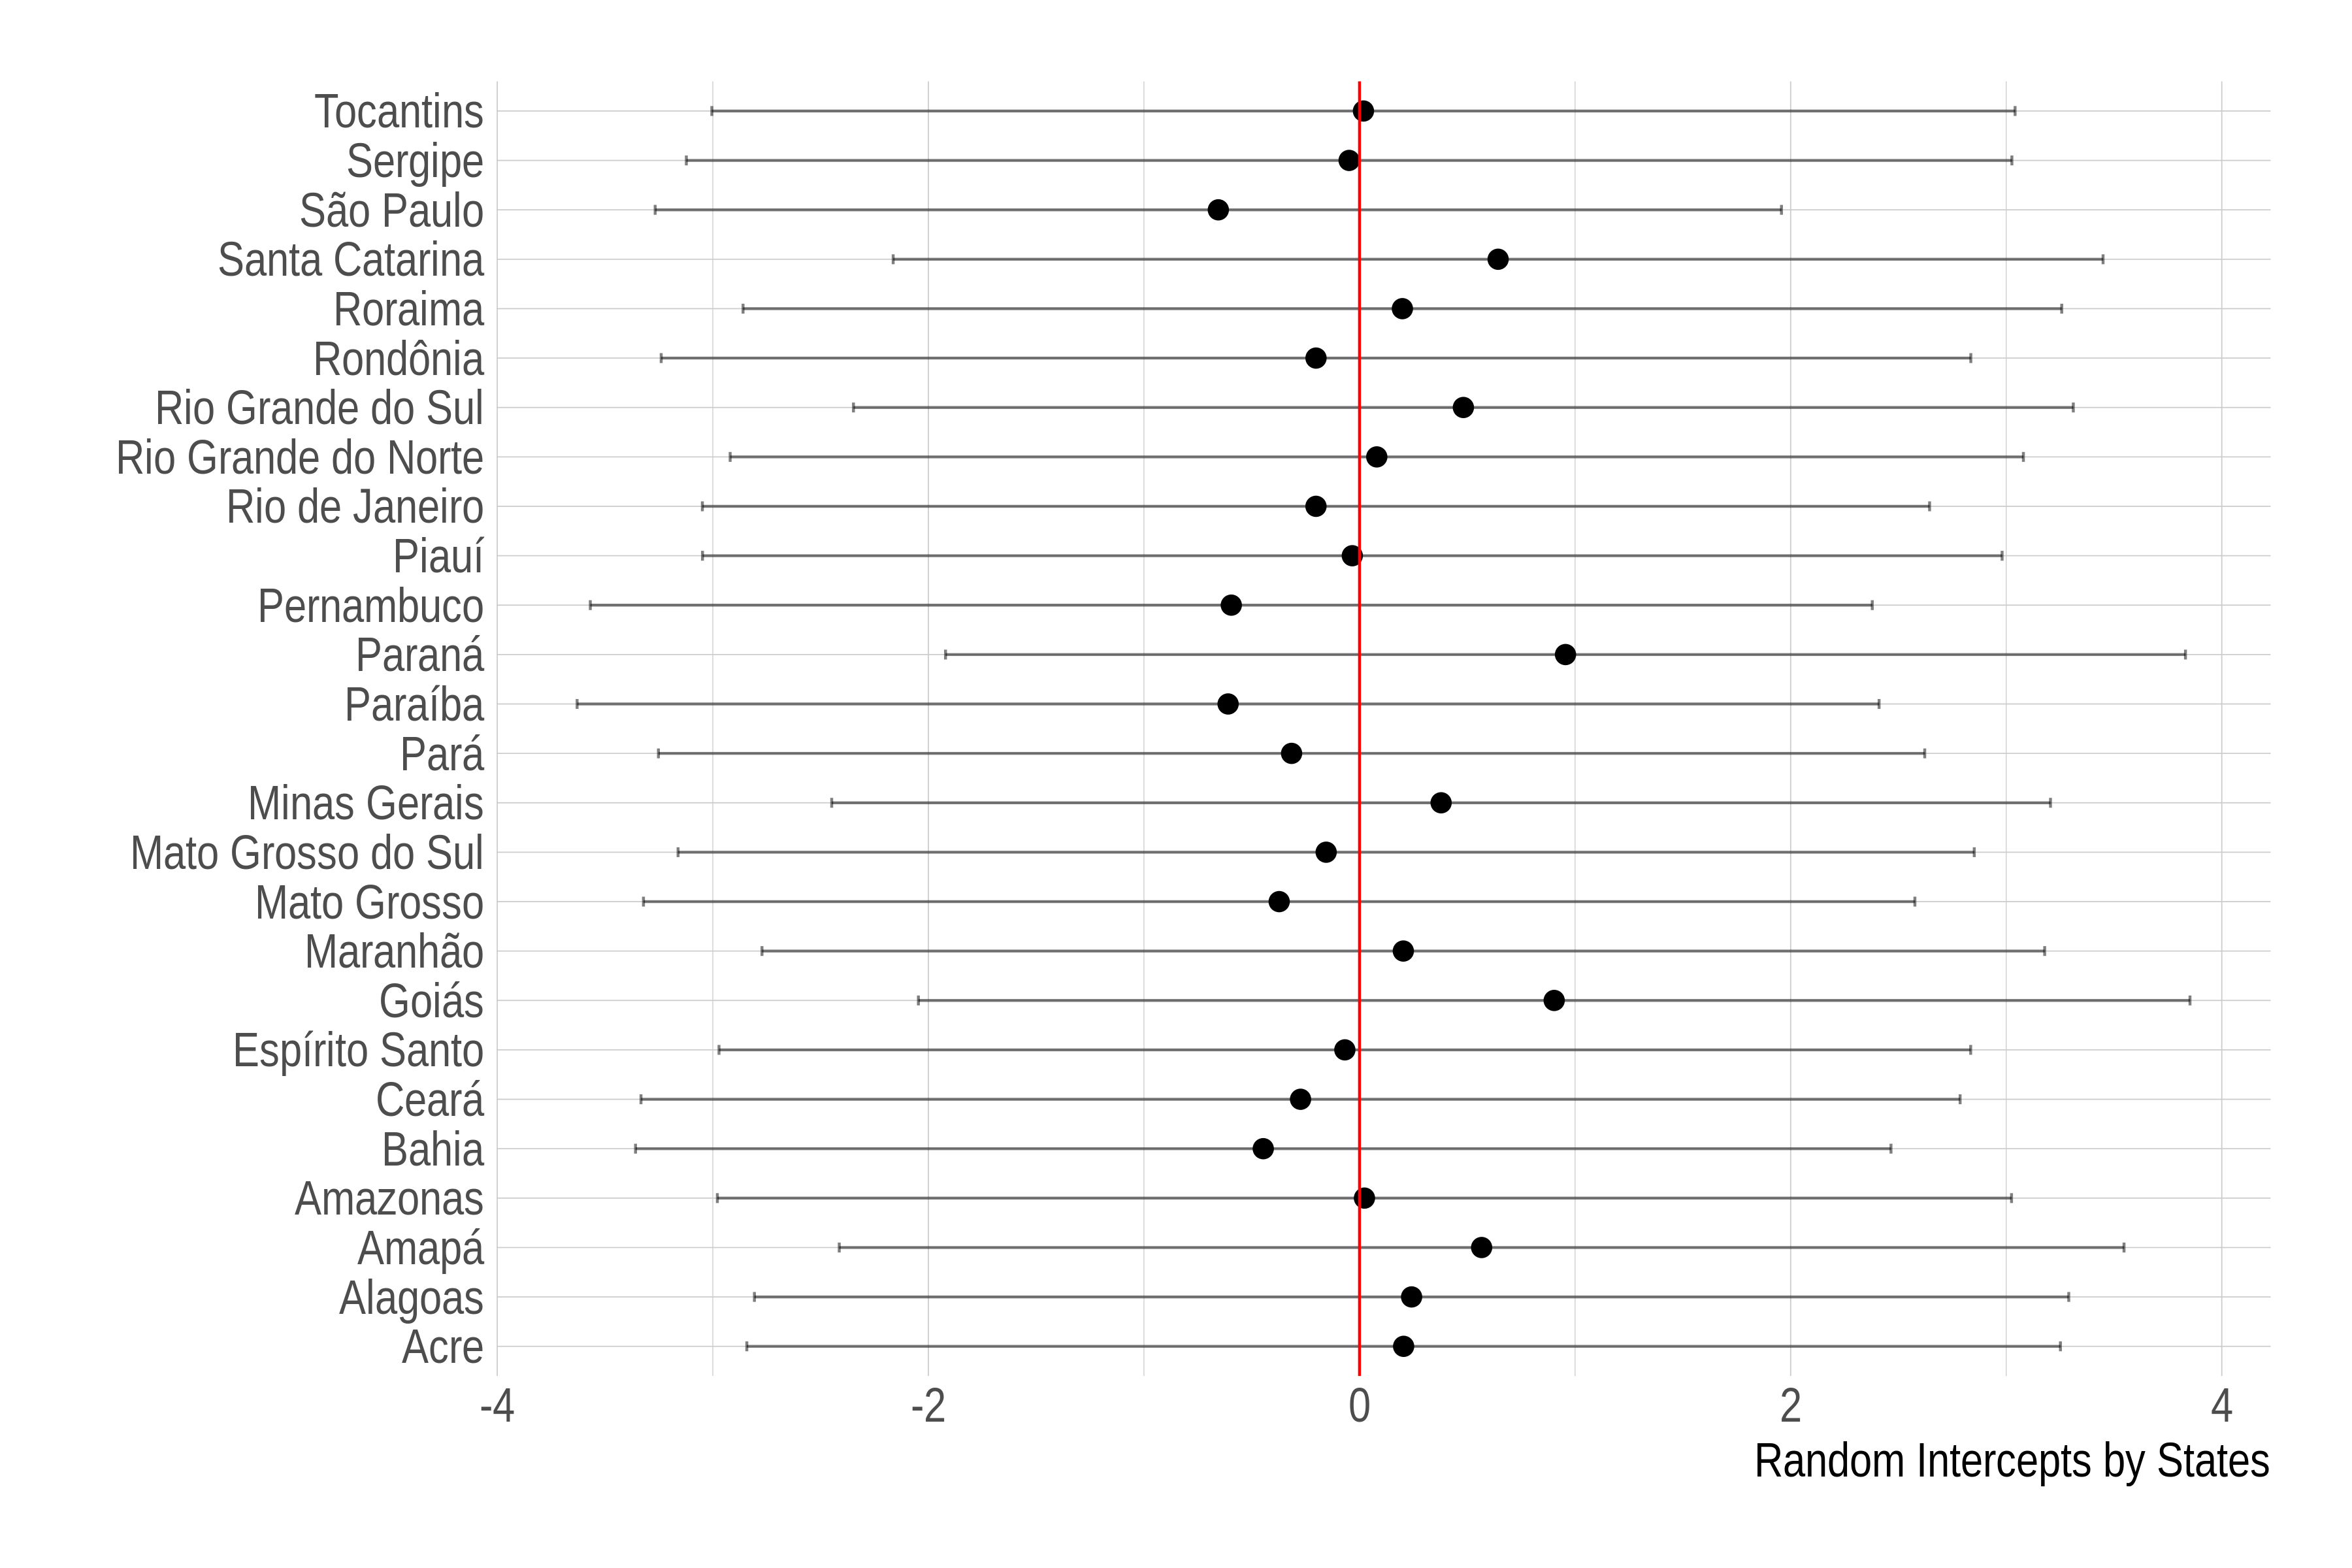 Tocantins
Sergipe
São Paulo
Santa Catarina
Roraima
Rondônia
Rio Grande do Sul
Rio Grande do Norte
Rio de Janeiro
Piauí
Pernambuco
Paraná
Paraíba
Pará
Minas Gerais
Mato Grosso do Sul
Mato Grosso
Maranhão
Goiás
Espírito Santo
Ceará
Bahia
Amazonas
Amapá
Alagoas
Acre
-4 -2 0 2 4
Random Intercepts by States